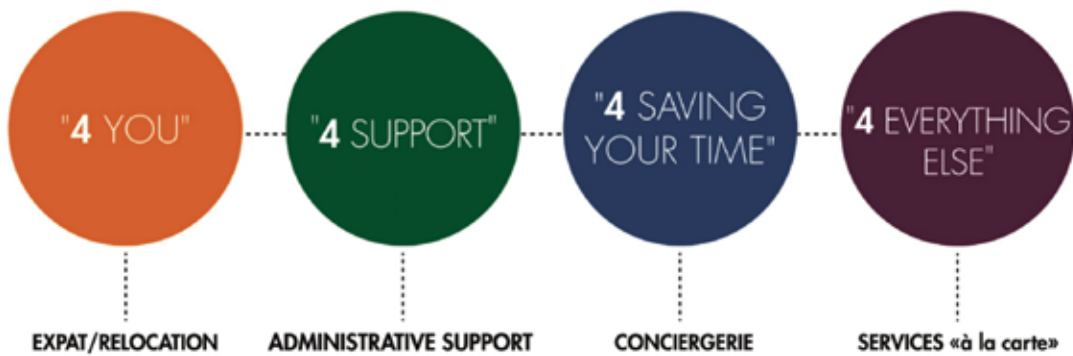 "4 YOU"
"4 SUPPORT"
"4 SAVING
YOUR TIME"
"4 EVERYTHING
ELSE"
EXPAT/RELOCATION
ADMINISTRATIVE SUPPORT
CONCIERGERIE
SERVICES «à la carte»